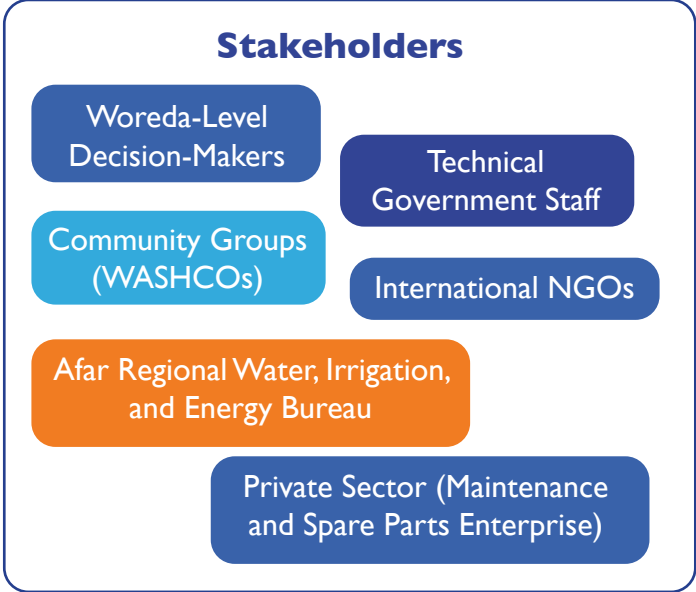 Stakeholders
Woreda-Level
Decision-Makers
Technical
Government Staff
Community Groups
(WASHCOs)
International NGOs
Afar Regional Water, Irrigation,
and Energy Bureau
Private Sector (Maintenance
and Spare Parts Enterprise)